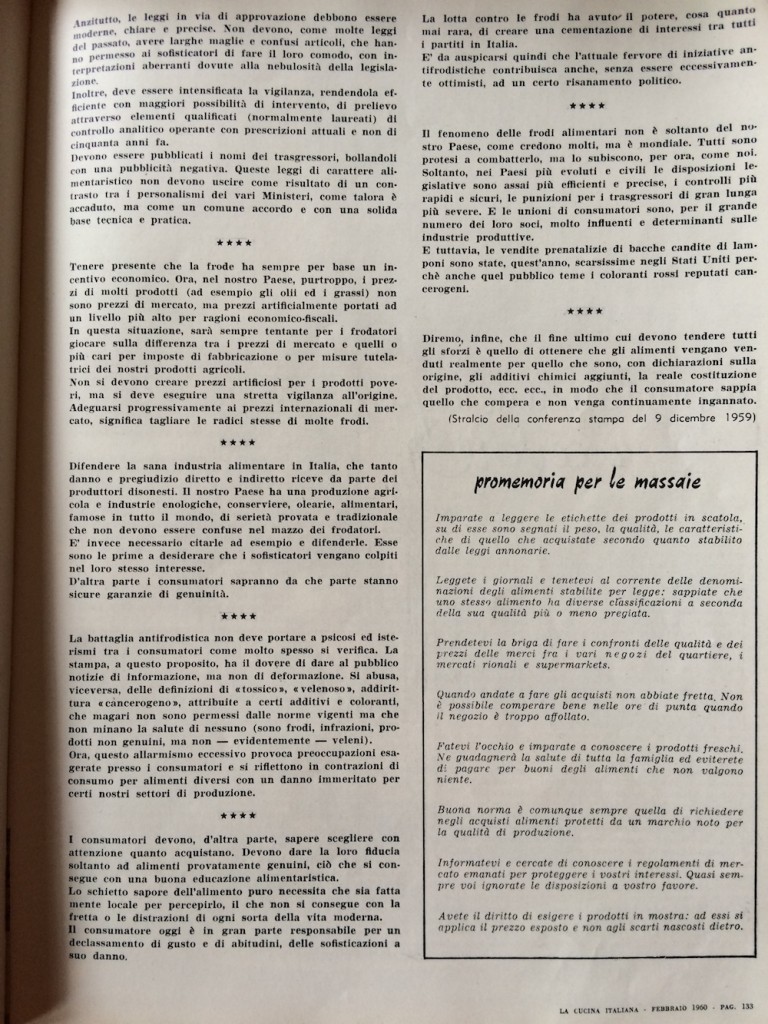 Anzitutto, le leggi in via di approvazione debbono essere
moderne, chiare e precise. Non devono, come molte leggi
del passato, avere larghe maglie e confusi articoli, che han-
no permesso ai sofisticatori di fare il loro comodo, con in-
terpretazioni aberranti dovute alla nebulosità della legisla-
zione.
Inoltre, deve essere intensificata la vigilanza, rendendola ef-
ficiente con maggiori possibilità di intervento, di prelievo
attraverso elementi qualificati (normalmente laureati) di
controllo analitico operante con prescrizioni attuali e non di
cinquanta anni fa.
Devono essere pubblicati i nomi dei trasgressori, bollandoli
con una pubblicità negativa. Queste leggi di carattere ali-
mentaristico non devono uscire come risultato di un con-
trasto tra i personalismi dei vari Ministeri, come talora è
accaduto, ma come un comune accordo e con una solida
base tecnica e pratica.
★★★★
Tenere presente che la frode ha sempre per base un in-
centivo economico. Ora, nel nostro Paese, purtroppo, i prez-
zi di molti prodotti (ad esempio gli olii ed i grassi) non
sono prezzi di mercato, ma prezzi artificialmente portati ad
un livello più alto per ragioni economico-fiscali.
In questa situazione, sarà sempre tentante per i frodatori
giocare sulla differenza tra i prezzi di mercato e quelli o
più cari per imposte di fabbricazione o per misure tutela-
trici dei nostri prodotti agricoli.
Non si devono creare prezzi artificiosi per i prodotti pove-
ri, ma si deve eseguire una stretta vigilanza all'origine.
Adeguarsi progressivamente ai prezzi internazionali di mer-
cato, significa tagliare le radici stesse di molte frodi.
★★★★
Difendere la sana industria alimentare in Italia, che tanto
danno e pregiudizio diretto e indiretto riceve da parte dei
produttori disonesti. Il nostro Paese ha una produzione agri-
cola e industrie enologiche, conserviere, olearie, alimentari,
famose in tutto il mondo, di serietà provata e tradizionale
che non devono essere confuse nel mazzo dei frodatori.
E' invece necessario citarle ad esempio e difenderle. Esse
sono le prime a desiderare che i sofisticatori vengano colpiti
nel loro stesso interesse.
D'altra parte i consumatori sapranno da che parte stanno
sicure garanzie di genuinità.
★★★★
La battaglia antifrodistica non deve portare a psicosi ed iste-
rismi tra i consumatori come molto spesso si verifica. La
stampa, a questo proposito, ha il dovere di dare al pubblico
notizie di informazione, ma non di deformazione. Si abusa,
viceversa, delle definizioni di «tossico», «velenoso», addirit-
tura «cancerogeno», attribuite a certi additivi e coloranti,
che magari non sono permessi dalle norme vigenti ma che
non minano la salute di nessuno (sono frodi, infrazioni, pro-
dotti non genuini, ma non — evidentemente — veleni).
Ora, questo allarmismo eccessivo provoca preoccupazioni esa-
gerate presso i consumatori e si riflettono in contrazioni di
consumo per alimenti diversi con un danno immeritato per
certi nostri settori di produzione.
★★★★
I consumatori devono, d'altra parte, sapere scegliere con
attenzione quanto acquistano. Devono dare la loro fiducia
soltanto ad alimenti provatamente genuini, ciò che si con-
segue con una buona educazione alimentaristica.
Lo schietto sapore dell'alimento puro necessita che sia fatta
mente locale per percepirlo, il che non si consegue con la
fretta o le distrazioni di ogni sorta della vita moderna.
Il consumatore oggi è in gran parte responsabile per un
declassamento di gusto e di abitudini, delle sofisticazioni a
suo danno.
La lotta contro le frodi ha avuto il potere, cosa quanto
mai rara, di creare una cementazione di interessi tra tutti
i partiti in Italia.
E' da auspicarsi quindi che l'attuale fervore di iniziative an-
tifrodistiche contribuisca anche, senza essere eccessivamen-
te ottimisti, ad un certo risanamento politico.
★★★★
Il fenomeno delle frodi alimentari non è soltanto del no-
stro Paese, come credono molti, ma è mondiale. Tutti sono
protesi a combatterlo, ma lo subiscono, per ora, come noi.
Soltanto, nei Paesi più evoluti e civili le disposizioni le-
gislative sono assai più efficienti e precise, i controlli più
rapidi e sicuri, le punizioni per i trasgressori di gran lunga
più severe. E le unioni di consumatori sono, per il grande
numero dei loro soci, molto influenti e determinanti sulle
industrie produttive.
E tuttavia, le vendite prenatalizie di bacche candite di lam-
poni sono state, quest'anno, scarsissime negli Stati Uniti per-
chè anche quel pubblico teme i coloranti rossi reputati can-
cerogeni.
★★★★
Diremo, infine, che il fine ultimo cui devono tendere tutti
gli sforzi è quello di ottenere che gli alimenti vengano ven-
duti realmente per quello che sono, con dichiarazioni sulla
origine, gli additivi chimici aggiunti, la reale costituzione
del prodotto, ecc. ecc., in modo che il consumatore sappia
quello che compera e non venga continuamente ingannato.
(Stralcio della conferenza stampa del 9 dicembre 1959)
promemoria per le massaie
Imparate a leggere le etichette dei prodotti in scatola,
su di esse sono segnati il peso, la qualità, le caratteristi-
che di quello che acquistate secondo quanto stabilito
dalle leggi annonarie.
Leggete i giornali e tenetevi al corrente delle denomi-
nazioni degli alimenti stabilite per legge: sappiate che
uno stesso alimento ha diverse classificazioni a seconda
della sua qualità più o meno pregiata.
Prendetevi la briga di fare i confronti delle qualità e dei
prezzi delle merci fra i vari negozi del quartiere, i
mercati rionali e supermarkets.
Quando andate a fare gli acquisti non abbiate fretta. Non
è possibile comperare bene nelle ore di punta quando
il negozio è troppo affollato.
Fatevi l'occhio e imparate a conoscere i prodotti freschi.
Ne guadagnerà la salute di tutta la famiglia ed eviterete
di pagare per buoni degli alimenti che non valgono
niente.
Buona norma è comunque sempre quella di richiedere
negli acquisti alimenti protetti da un marchio noto per
la qualità di produzione.
Informatevi e cercate di conoscere i regolamenti di mer-
cato emanati per proteggere i vostri interessi. Quasi sem-
pre voi ignorate le disposizioni a vostro favore.
Avete il diritto di esigere i prodotti in mostra: ad essi si
applica il prezzo esposto e non agli scarti nascosti dietro.
LA CUCINA ITALIANA - FEBBRAIO 1960 - PAG. 133